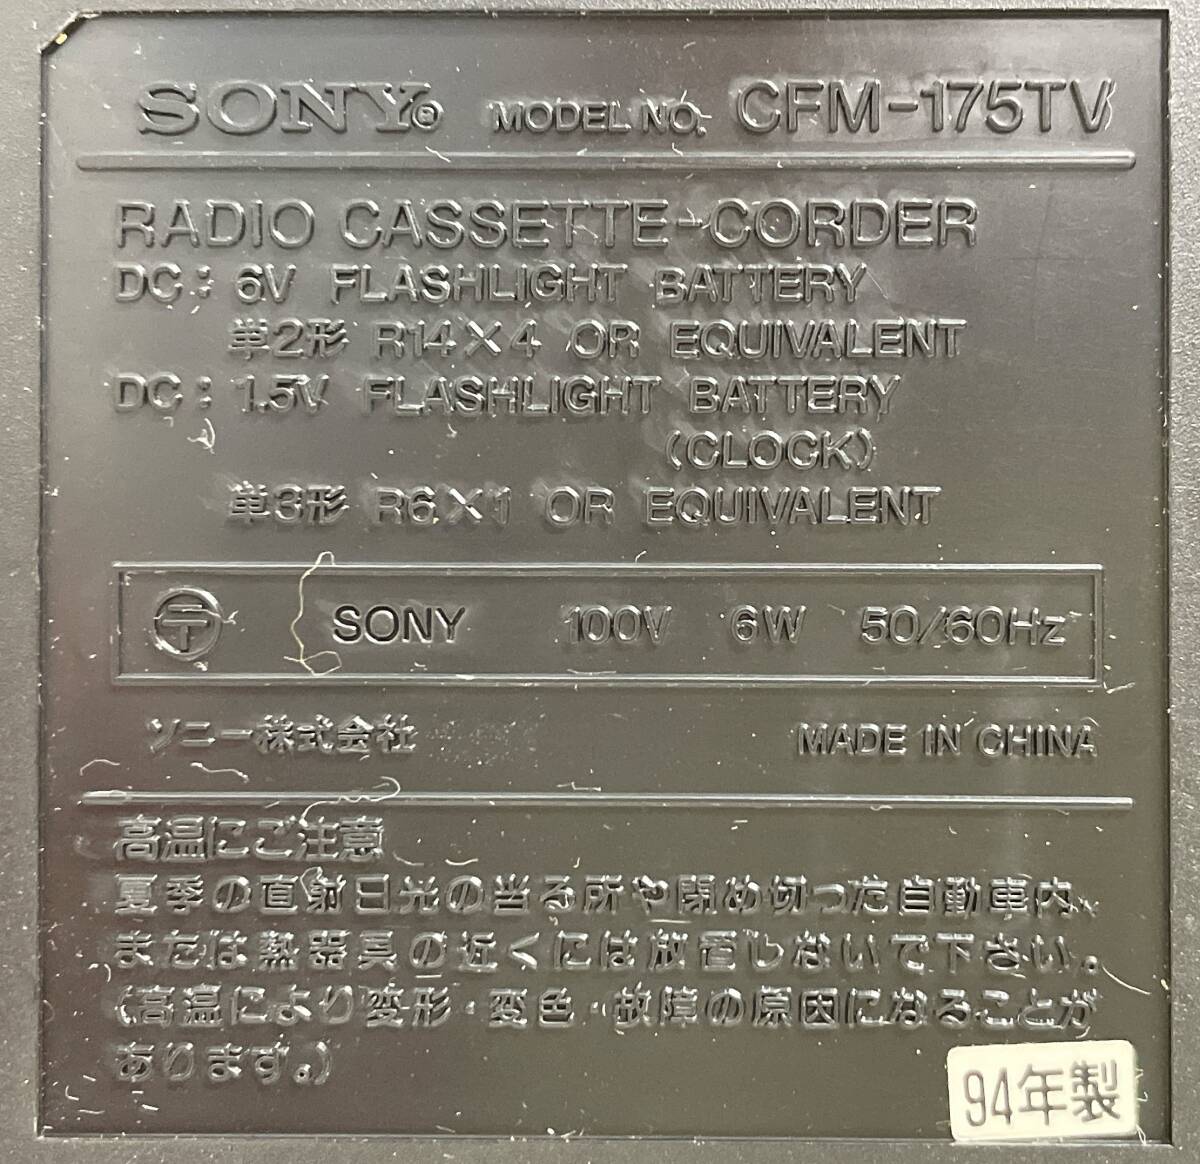 SONY® MODEL NO. CFM-175TV
RADIO CASSETTE-CORDER
DC: 6V FLASHLIGHT BATTERY
単2形 R14×4 OR EQUIVALENT
DC: 1.5V FLASHLIGHT BATTERY
(CLOCK)
単3形 R6×1 OR EQUIVALENT
〒 SONY 100V 6W 50/60Hz
ソニー株式会社 MADE IN CHINA
高温にご注意
夏季の直射日光の当る所や閉め切った自動車内、
または熱器具の近くには放置しないで下さい。
(高温により変形・変色・故障の原因になることが
あります。)
94年製